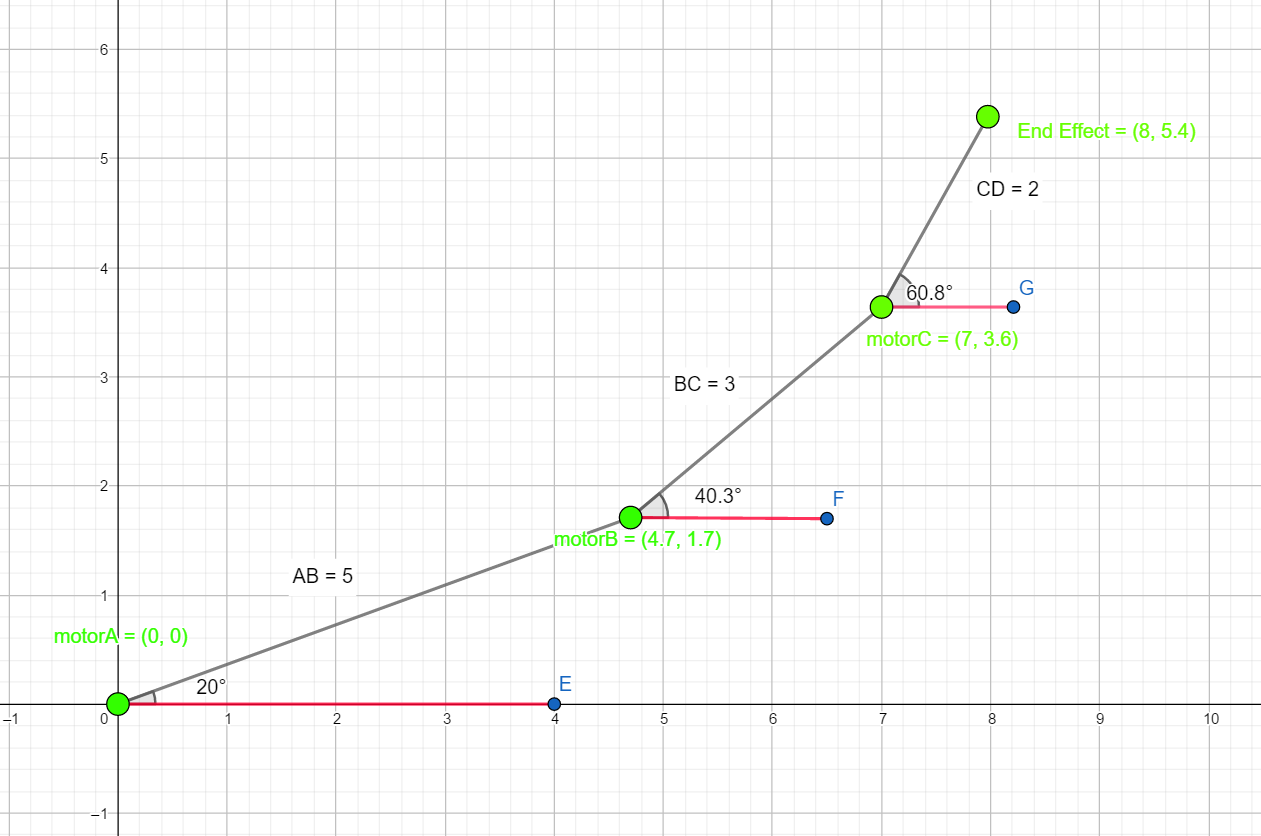 6
End Effect = (8, 5.4)
5
CD = 2
4
60.8°
G
motorC = (7, 3.6)
3
BC = 3
2
40.3°
F
motorB = (4.7, 1.7)
AB = 5
1
motorA = (0, 0)
20°
E
–1
0
1
2
3
4
5
6
7
8
9
10
–1